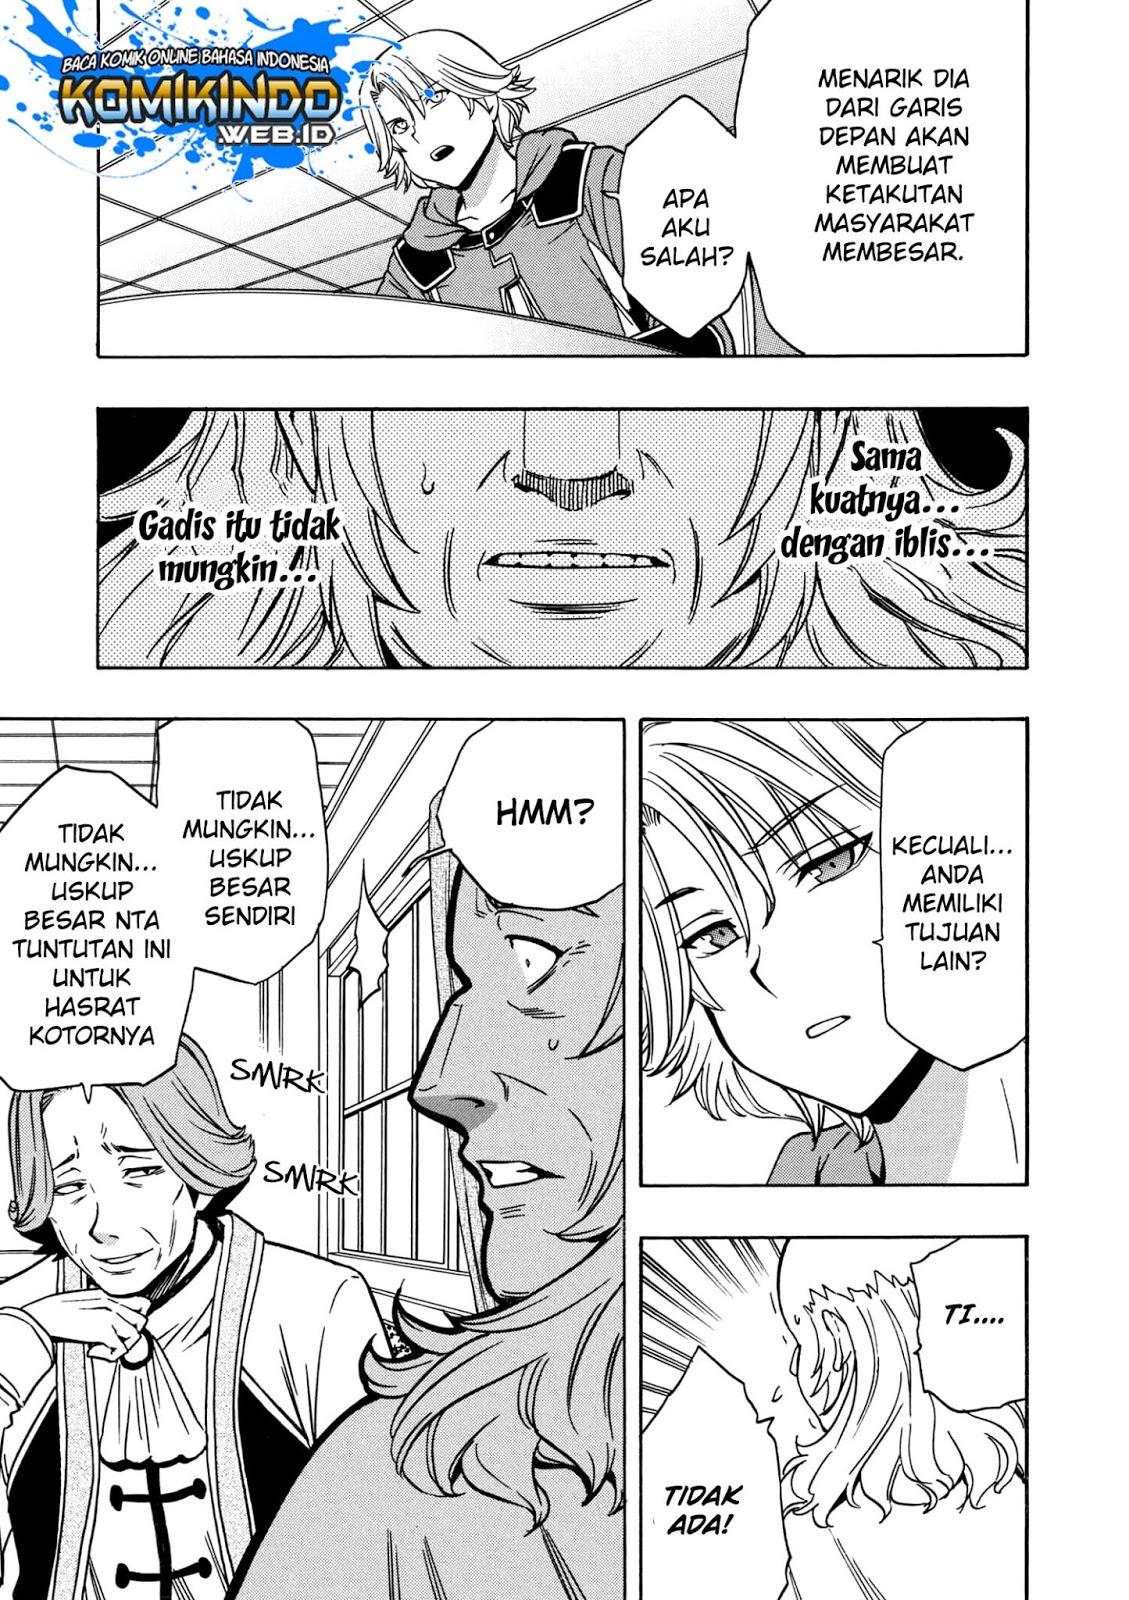 BACA KOMIK ONLINE BAHASA INDONESIA
KOMIKINDO
.WEB.ID
MENARIK DIA
DARI GARIS
DEPAN AKAN
MEMBUAT
KETAKUTAN
MASYARAKAT
MEMBESAR.
APA
AKU
SALAH?
Sama
kuatnya...
dengan iblis...
Gadis itu tidak
mungkin...
KECUALI...
ANDA
MEMILIKI
TUJUAN
LAIN?
TI....
TIDAK
ADA!
HMM?
TIDAK
MUNGKIN...
USKUP
BESAR
SENDIRI
TIDAK
MUNGKIN...
USKUP
BESAR NTA
TUNTUTAN INI
UNTUK
HASRAT
KOTORNYA
SMIRK
SMIRK